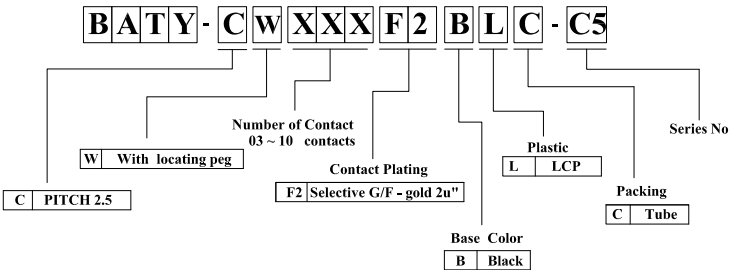 BATY-CWXXXF2BLC-C5
Number of Contact
03 ~ 10 contacts
Series No
Plastic
W With locating peg
L LCP
Contact Plating
F2 Selective G/F - gold 2u"
Packing
C PITCH 2.5
C Tube
Base Color
B Black